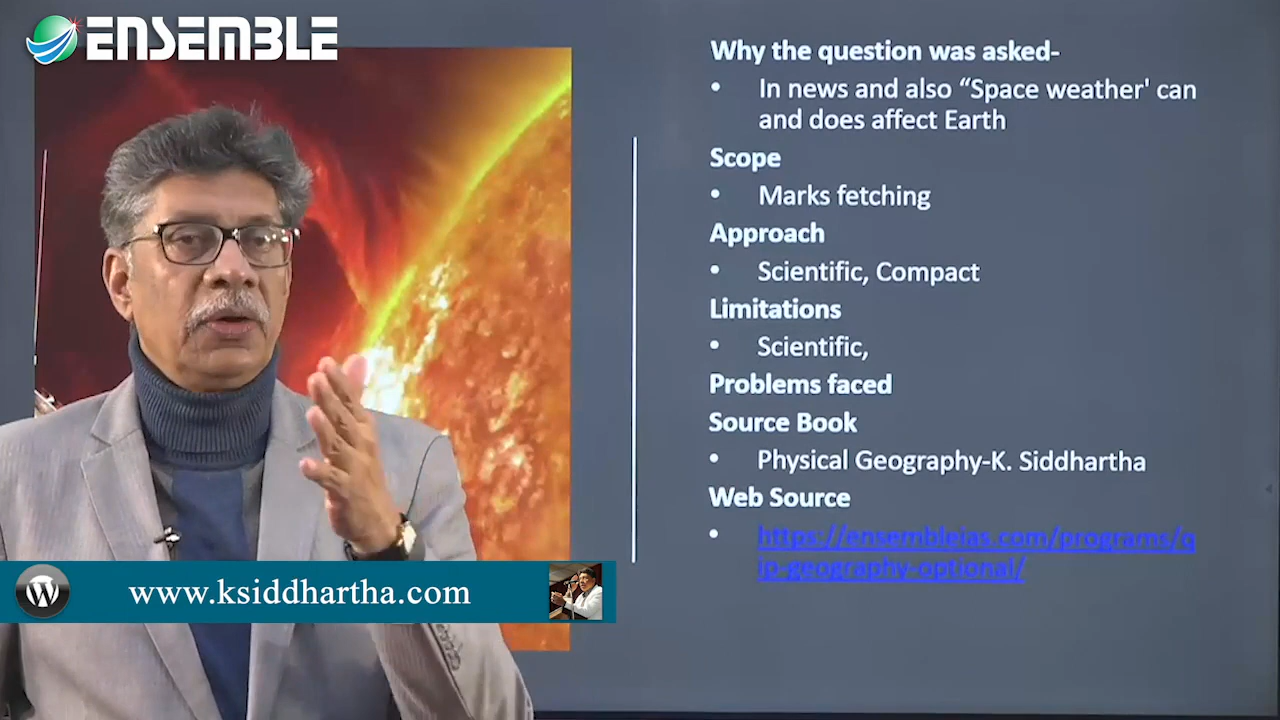 ENSEMBLE
Why the question was asked-
• In news and also “Space weather' can
and does affect Earth
Scope
• Marks fetching
Approach
• Scientific, Compact
Limitations
• Scientific,
Problems faced
Source Book
• Physical Geography-K. Siddhartha
Web Source
• https://ensembleias.com/programs/q
ip-geography-optional/
www.ksiddhartha.com